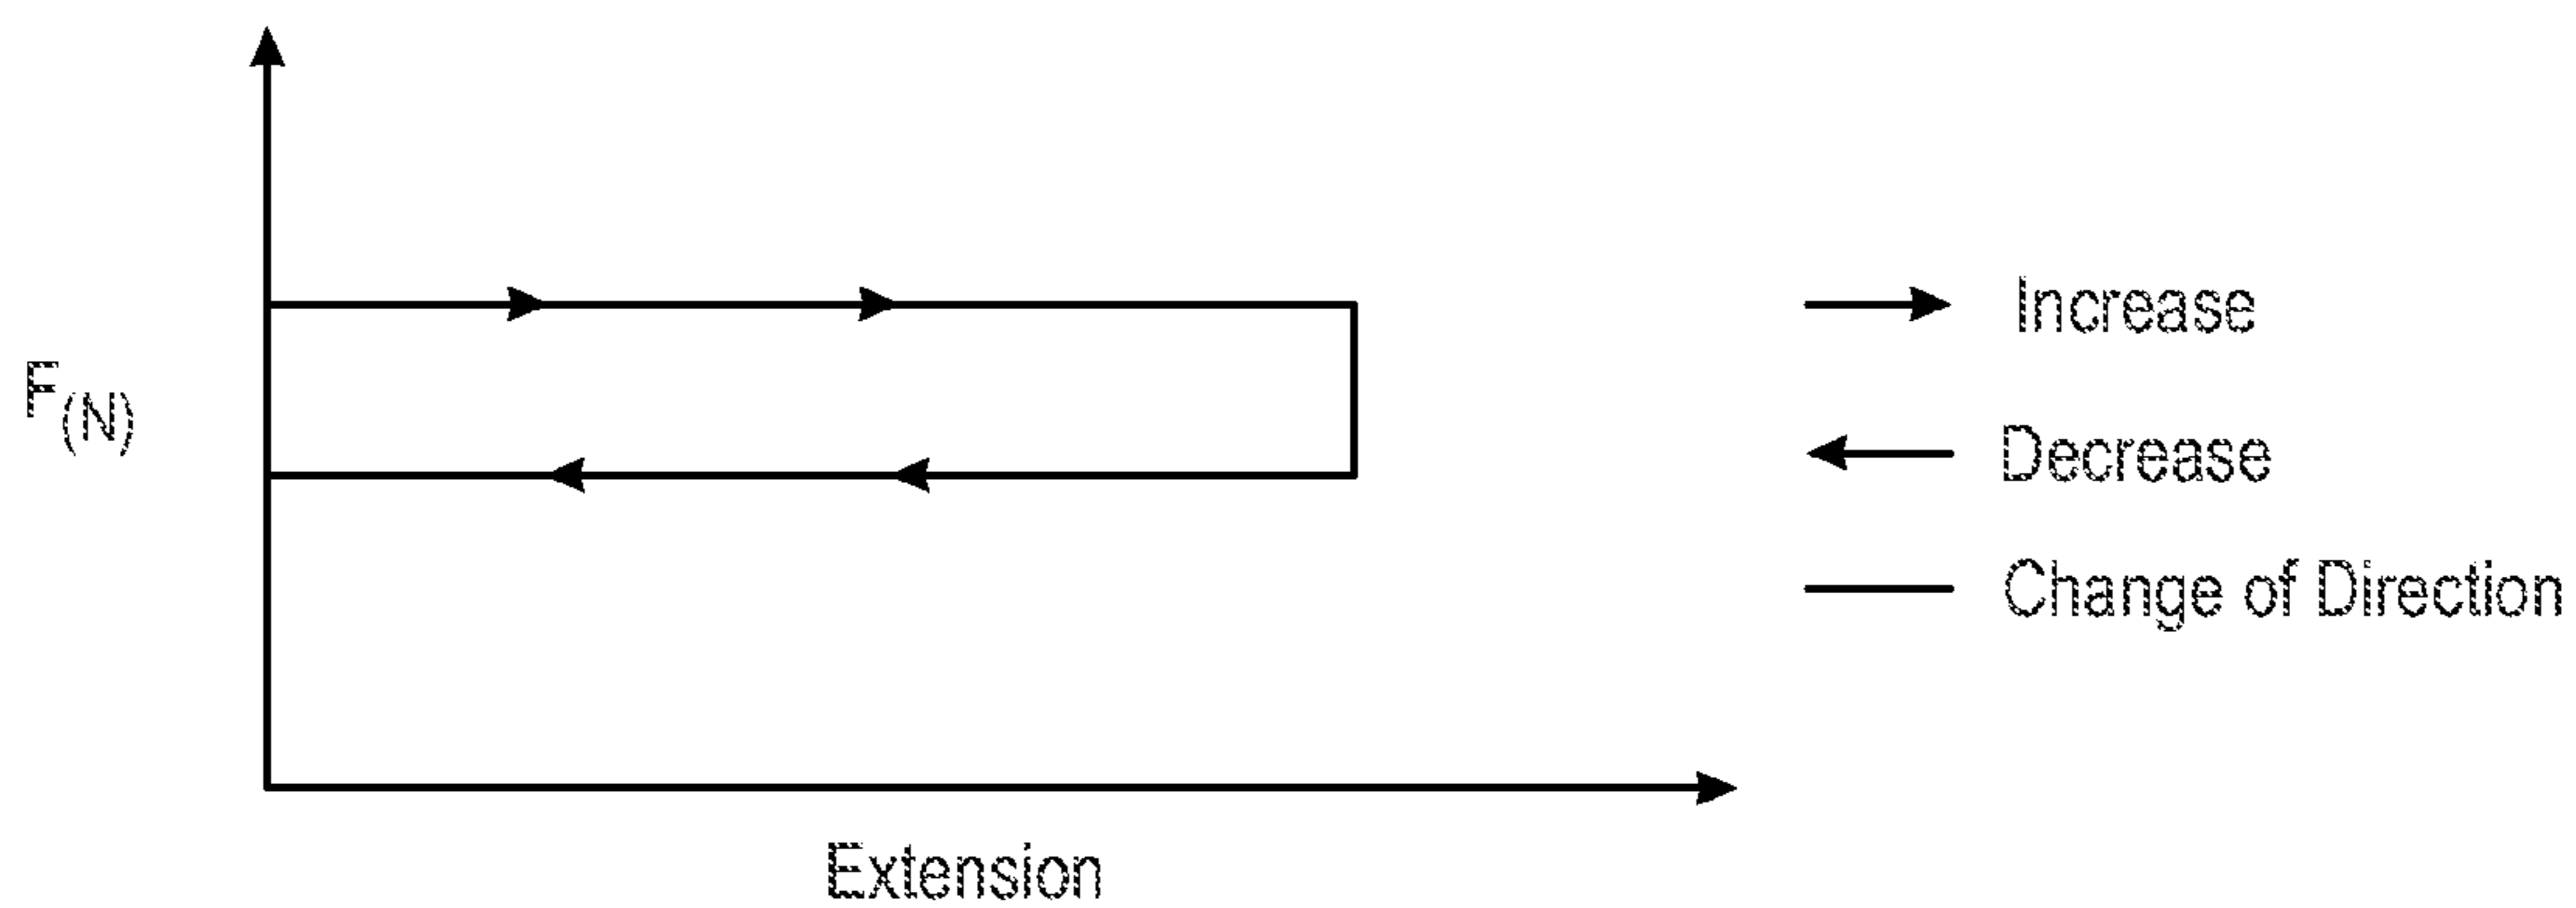 F(N)
Increase
Decrease
Change of Direction
Extension